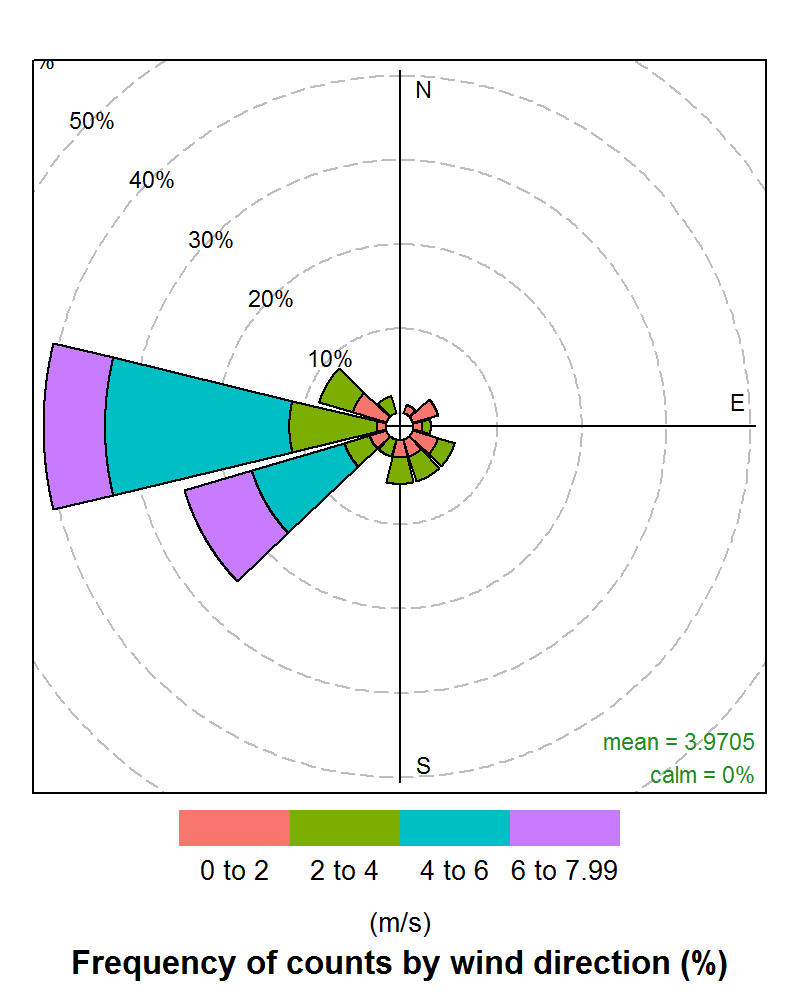 %
N
50%
40%
30%
20%
10%
E
S
mean = 3.9705
calm = 0%
0 to 2 2 to 4 4 to 6 6 to 7.99
(m/s)
Frequency of counts by wind direction (%)